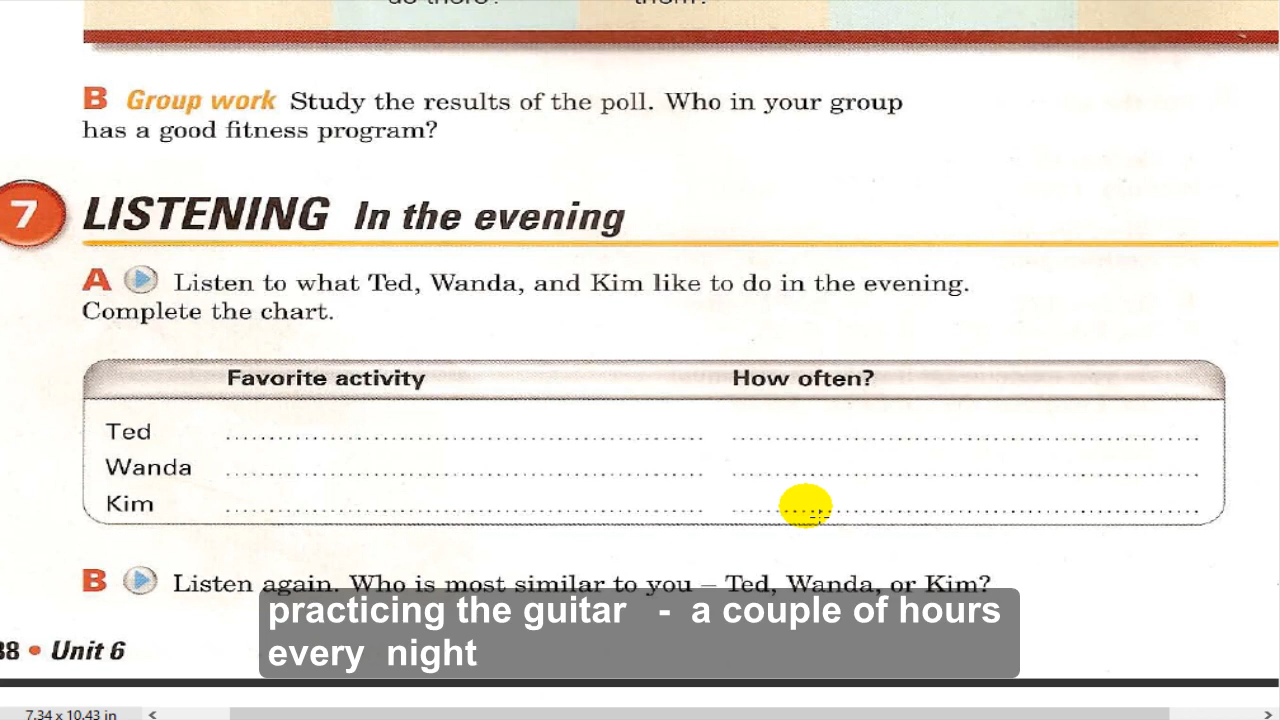 B Group work Study the results of the poll. Who in your group
has a good fitness program?
7 LISTENING In the evening
A Listen to what Ted, Wanda, and Kim like to do in the evening.
Complete the chart.
Favorite activity How often?
Ted
Wanda
Kim
B Listen again. Who is most similar to you – Ted, Wanda, or Kim?
practicing the guitar - a couple of hours
every night
Unit 6
7.34 x 10.43 in